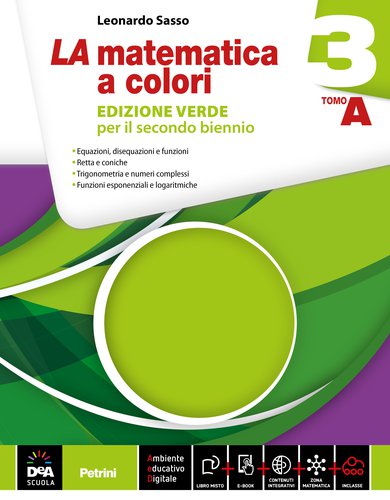 Leonardo Sasso
LA matematica
a colori
EDIZIONE VERDE
per il secondo biennio
• Equazioni, disequazioni e funzioni
• Retta e coniche
• Trigonometria e numeri complessi
• Funzioni esponenziali e logaritmiche
3
TOMO A
DeA
SCUOLA
Petrini
Ambiente
educativo
Digitale
LIBRO MISTO
+
E-BOOK
+
CONTENUTI
INTEGRATIVI
+
ZONA
MATEMATICA
+
INCLASSE